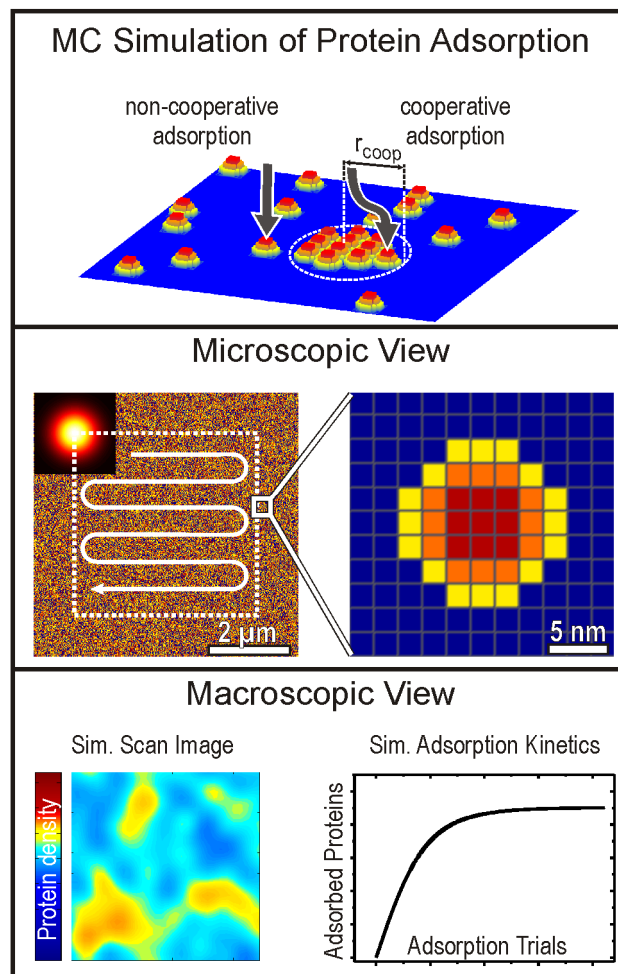 MC Simulation of Protein Adsorption
non-cooperative
adsorption
cooperative
adsorption
rcoop
Microscopic View
2 µm
5 nm
Macroscopic View
Sim. Scan Image
Sim. Adsorption Kinetics
Protein density
Adsorbed Proteins
Adsorption Trials